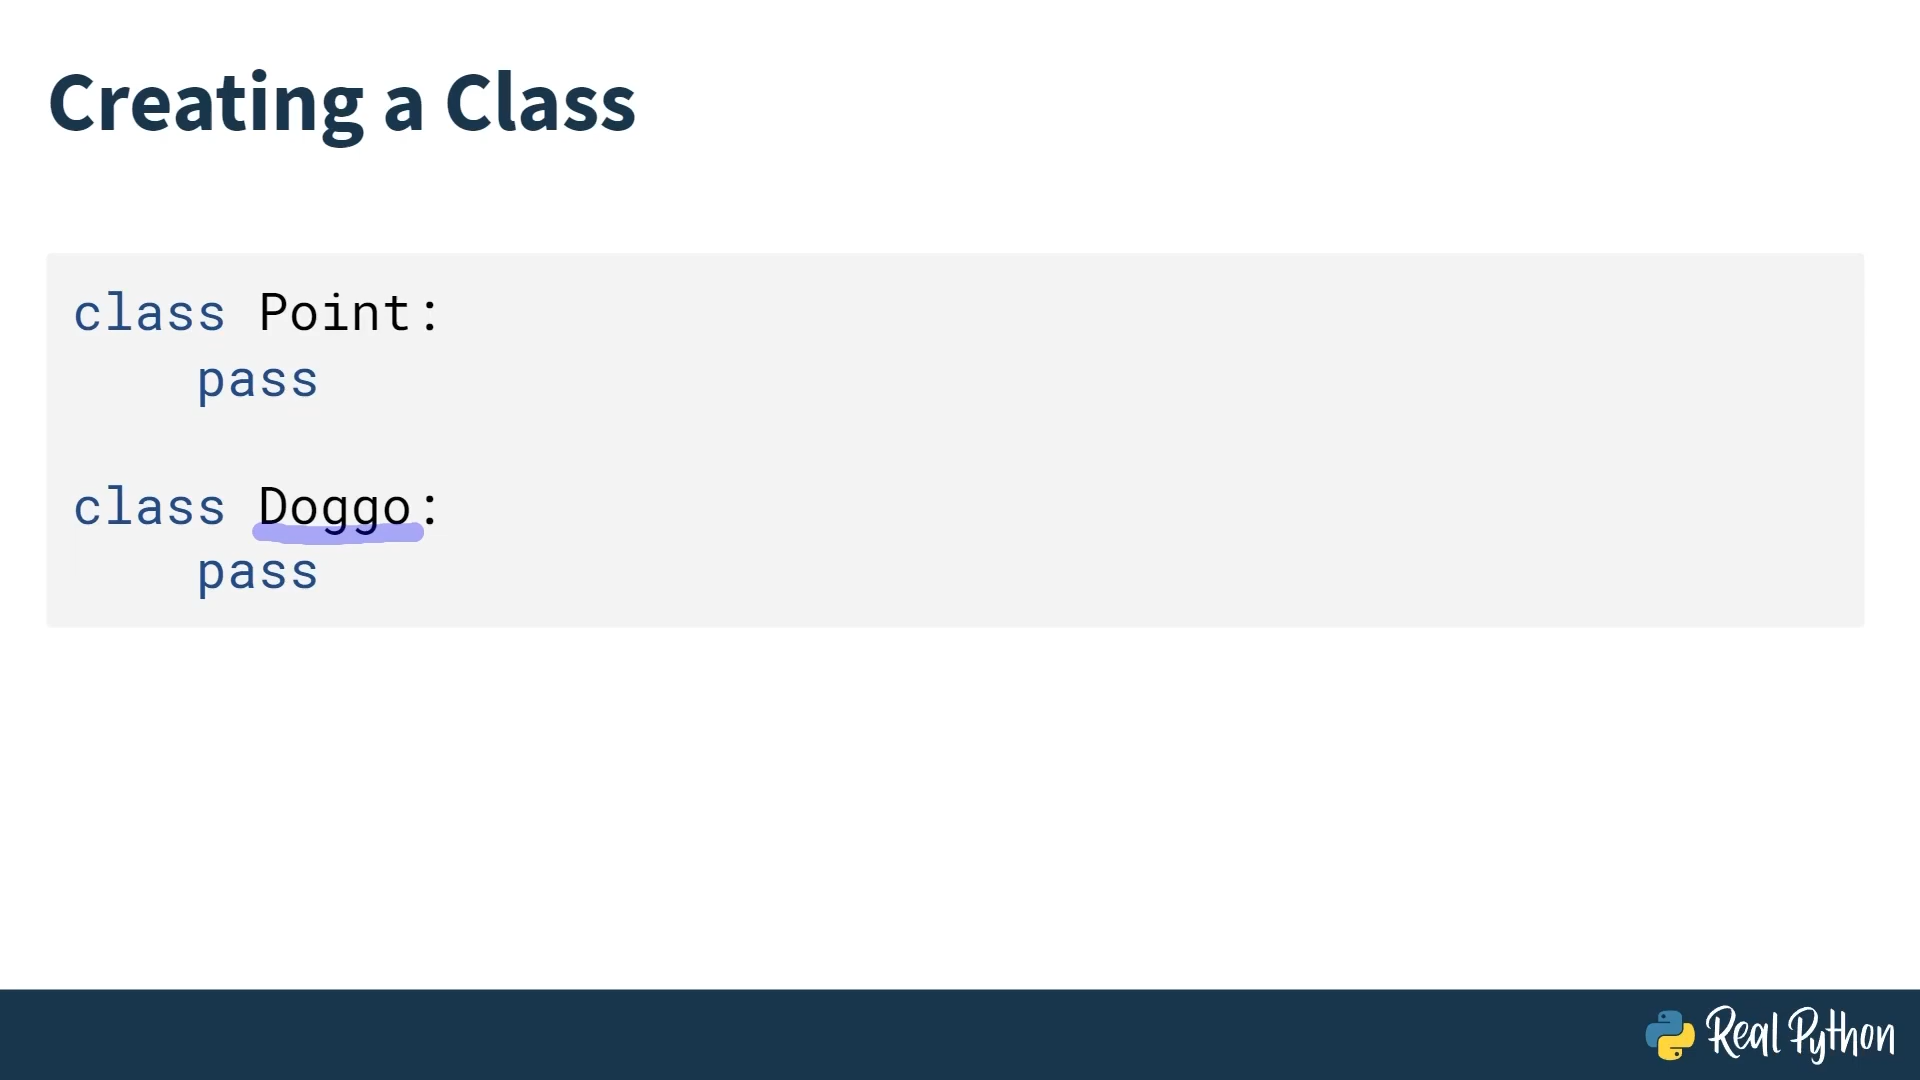 Creating a Class
class Point:
    pass
class Doggo:
    pass
Real Python